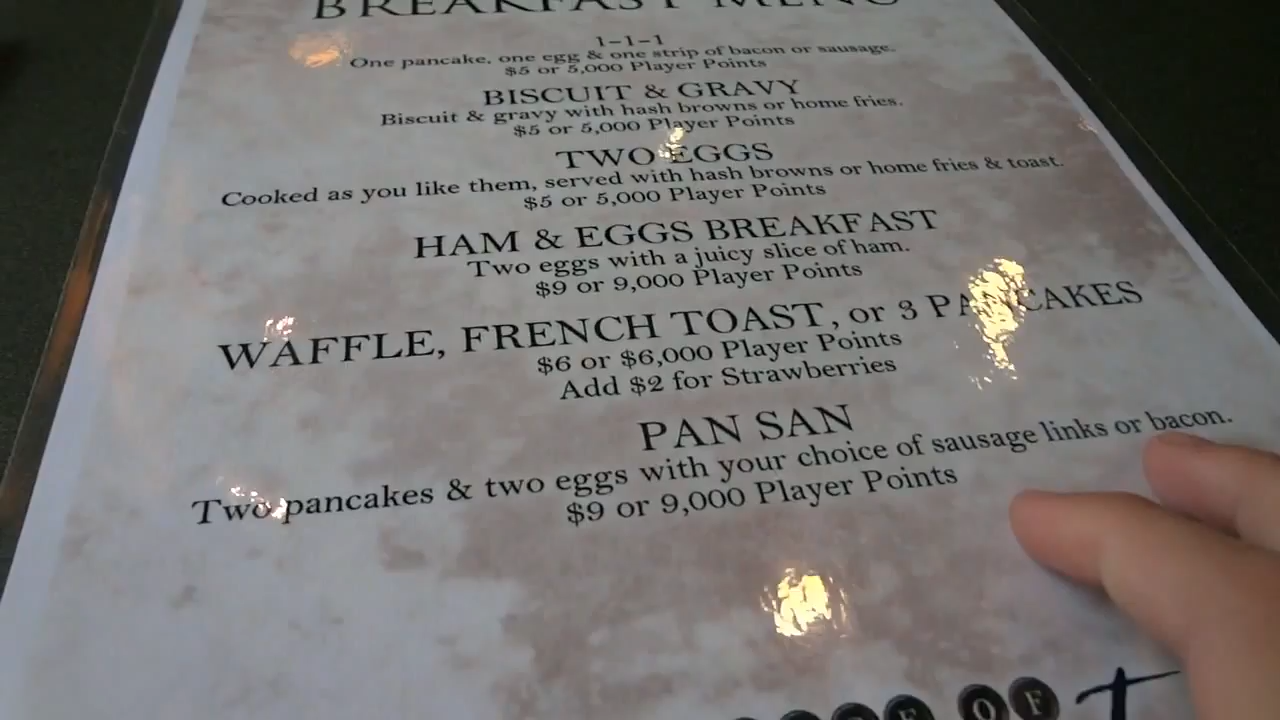 BREAKFAST MENU
1-1-1
One pancake, one egg & one strip of bacon or sausage.
$5 or 5,000 Player Points
BISCUIT & GRAVY
Biscuit & gravy with hash browns or home fries.
$5 or 5,000 Player Points
TWO EGGS
Cooked as you like them, served with hash browns or home fries & toast.
$5 or 5,000 Player Points
HAM & EGGS BREAKFAST
Two eggs with a juicy slice of ham.
$9 or 9,000 Player Points
WAFFLE, FRENCH TOAST, or 3 PANCAKES
$6 or $6,000 Player Points
Add $2 for Strawberries
PAN SAN
Two pancakes & two eggs with your choice of sausage links or bacon.
$9 or 9,000 Player Points
OF